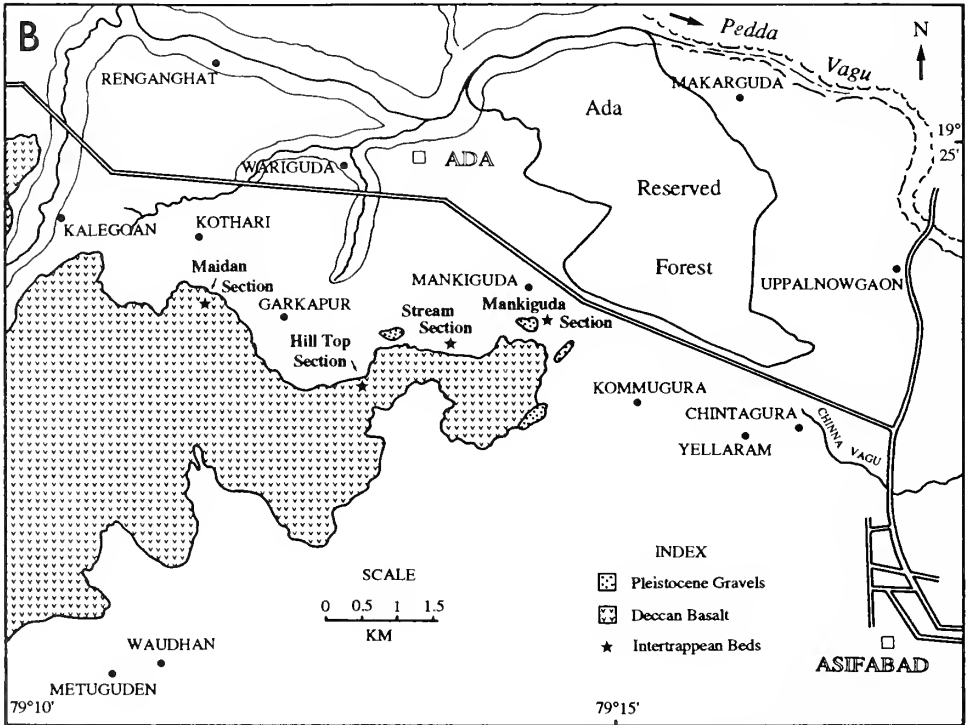 B
N
Pedda
Vagu
RENGANGHAT
MAKARGUDA
Ada
19°
25'
WARIGUDA
ADA
Reserved
KALEGOAN
KOTHARI
Forest
Maidan
Section
MANKIGUDA
UPPALNOWGAON
GARKAPUR
Stream
Section
Mankiguda
Section
Hill Top
Section
KOMMUGURA
CHINTAGURA
CHINNA VAGU
YELLARAM
INDEX
SCALE
Pleistocene Gravels
0 0.5 1 1.5
Deccan Basalt
KM
Intertrappean Beds
WAUDHAN
ASIFABAD
METUGUDEN
79°10'
79°15'